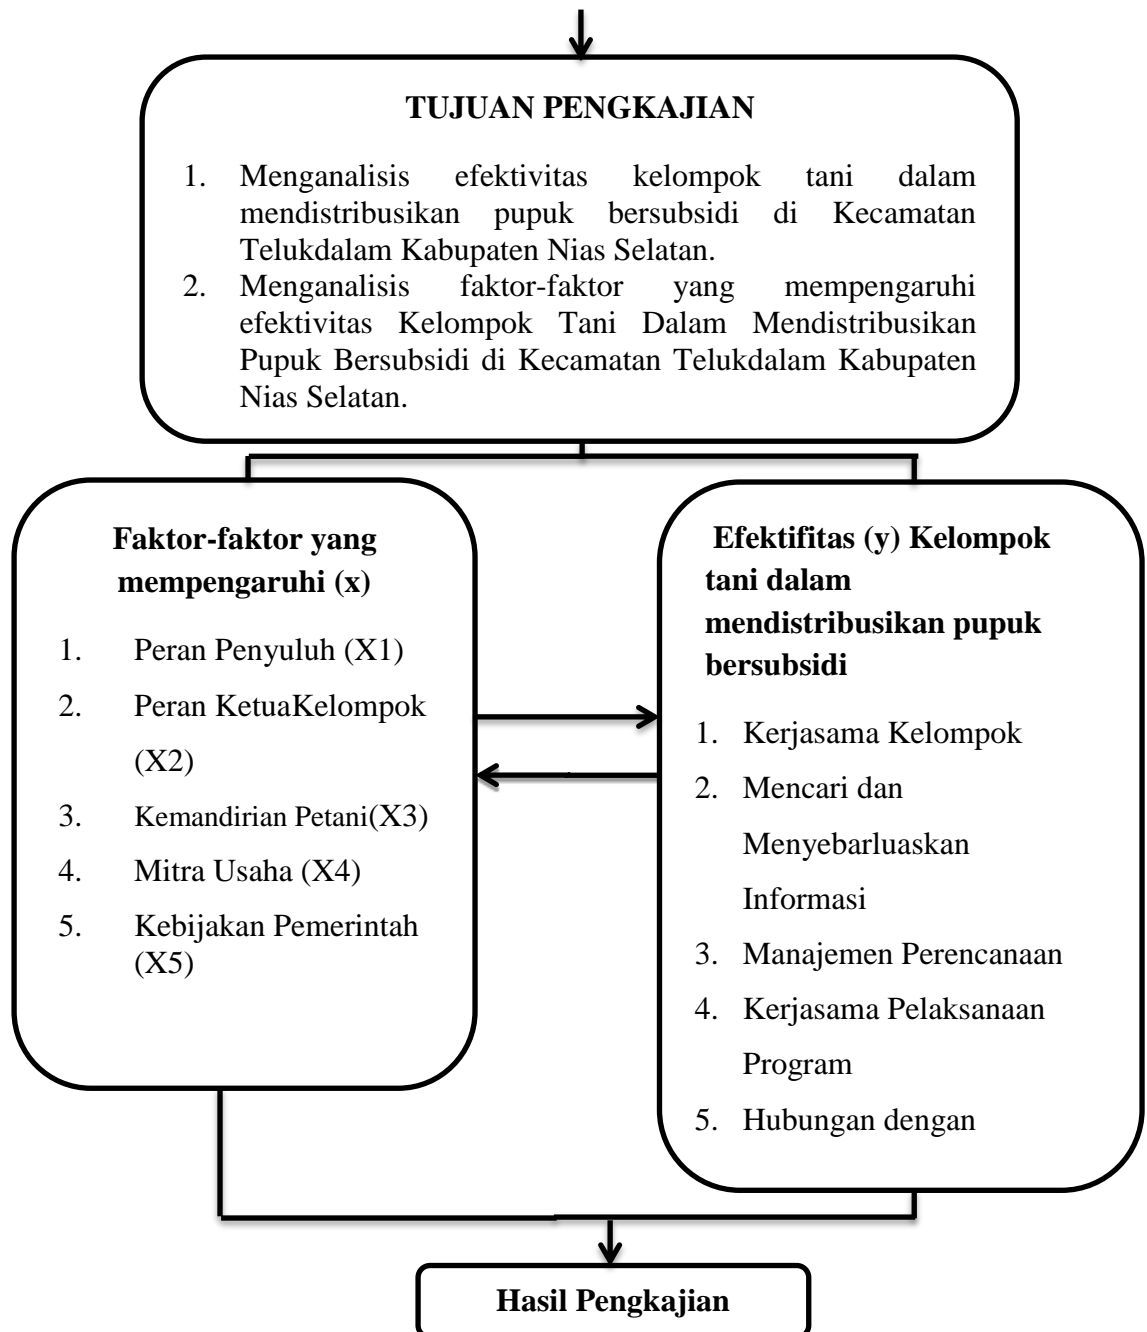 TUJUAN PENGKAJIAN
1. Menganalisis efektivitas kelompok tani dalam
mendistribusikan pupuk bersubsidi di Kecamatan
Telukdalam Kabupaten Nias Selatan.
2. Menganalisis faktor-faktor yang mempengaruhi
efektivitas Kelompok Tani Dalam Mendistribusikan
Pupuk Bersubsidi di Kecamatan Telukdalam Kabupaten
Nias Selatan.
Faktor-faktor yang
mempengaruhi (x)
1. Peran Penyuluh (X1)
2. Peran KetuaKelompok
(X2)
3. Kemandirian Petani(X3)
4. Mitra Usaha (X4)
5. Kebijakan Pemerintah
(X5)
Efektifitas (y) Kelompok
tani dalam
mendistribusikan pupuk
bersubsidi
1. Kerjasama Kelompok
2. Mencari dan
Menyebarluaskan
Informasi
3. Manajemen Perencanaan
4. Kerjasama Pelaksanaan
Program
5. Hubungan dengan
Hasil Pengkajian